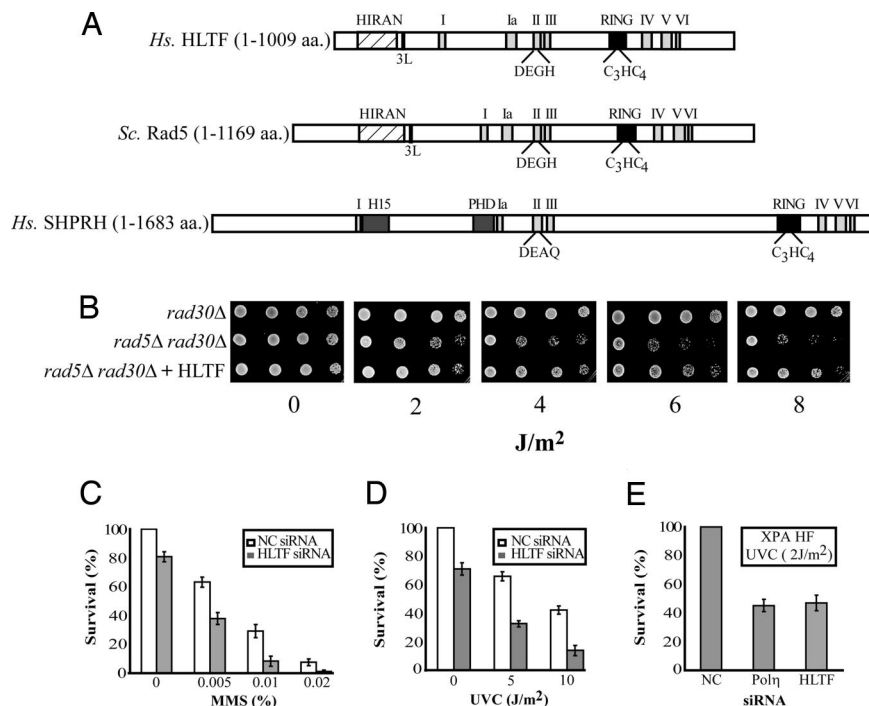 A
HIRAN I Ia II III RING IV V VI
Hs. HLTF (1-1009 aa.)
3L DEGH C3HC4
HIRAN I Ia II III RING IV V VI
Sc. Rad5 (1-1169 aa.)
3L DEGH C3HC4
I H15 PHD Ia II III RING IV V VI
Hs. SHPRH (1-1683 aa.)
DEAQ C3HC4
B
rad30Δ
rad5Δ rad30Δ
rad5Δ rad30Δ + HLTF
0 2 4 6 8
J/m²
C
Survival (%)
100
80
60
40
20
0
NC siRNA
HLTF siRNA
0 0.005 0.01 0.02
MMS (%)
D
Survival (%)
100
80
60
40
20
0
NC siRNA
HLTF siRNA
0 5 10
UVC (J/m²)
E
Survival (%)
100
80
60
40
20
0
XPA HF
UVC ( 2J/m²)
NC Polη HLTF
siRNA